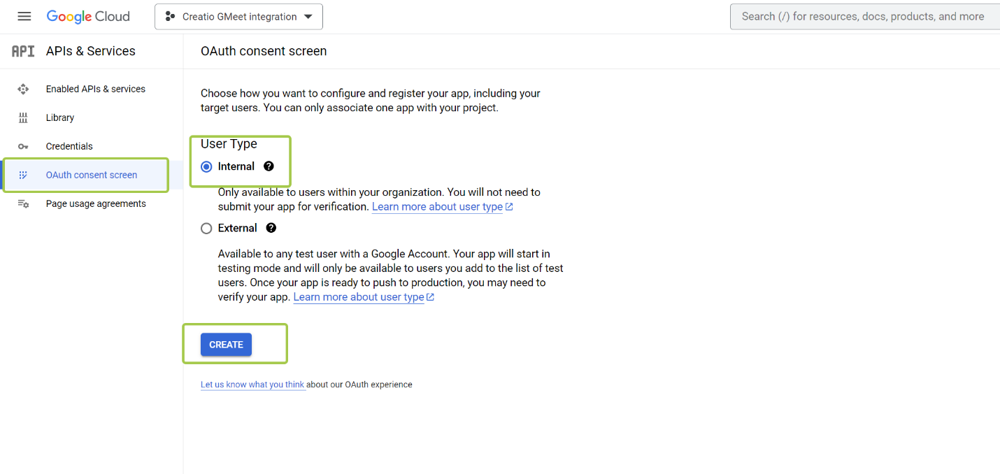 Google Cloud
Creatio GMeet integration
Search (/) for resources, docs, products, and more
API APIs & Services
Enabled APIs & services
Library
Credentials
OAuth consent screen
Page usage agreements
OAuth consent screen
Choose how you want to configure and register your app, including your
target users. You can only associate one app with your project.
User Type
Internal ?
Only available to users within your organization. You will not need to
submit your app for verification. Learn more about user type
External ?
Available to any test user with a Google Account. Your app will start in
testing mode and will only be available to users you add to the list of test
users. Once your app is ready to push to production, you may need to
verify your app. Learn more about user type
CREATE
Let us know what you think about our OAuth experience